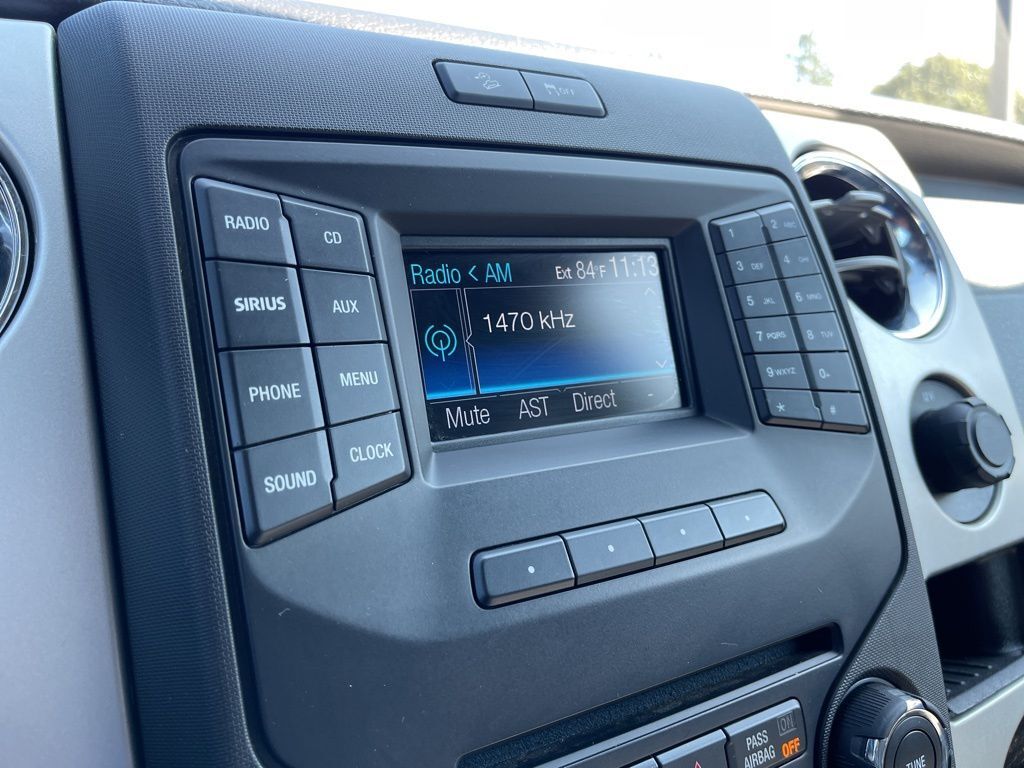 OFF
RADIO
CD
SIRIUS
AUX
PHONE
MENU
SOUND
CLOCK
Radio < AM Ext 84°F 11:13
1470 kHz
Mute AST Direct
1 2 ABC
3 DEF 4 GHI
5 JKL 6 MNO
7 PQRS 8 TUV
9 WXYZ 0+
* #
12V
PASS AIRBAG
ON
OFF
TUNE